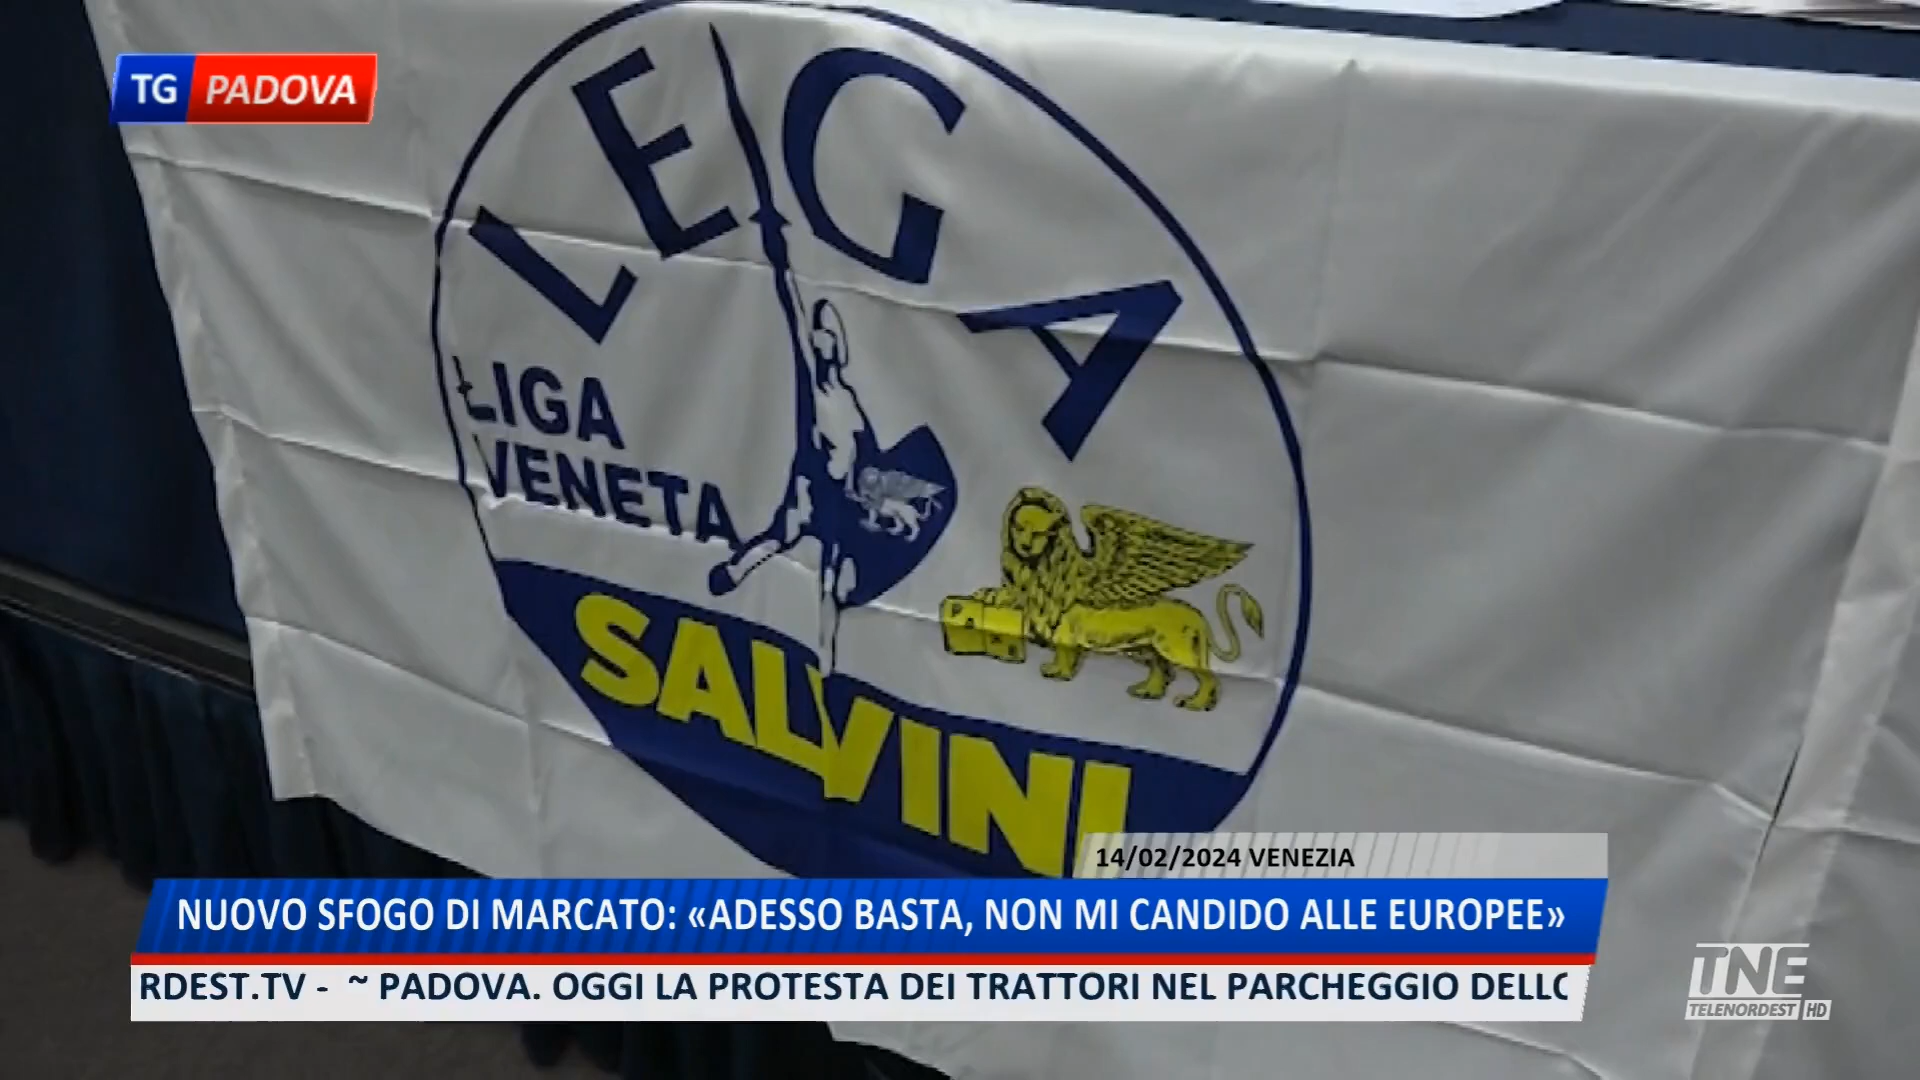 TG PADOVA
LEGA
LIGA
VENETA
SALVINI
14/02/2024 VENEZIA
NUOVO SFOGO DI MARCATO: «ADESSO BASTA, NON MI CANDIDO ALLE EUROPEE»
RDEST.TV - ~ PADOVA. OGGI LA PROTESTA DEI TRATTORI NEL PARCHEGGIO DELLO
TNE
TELENORDEST HD